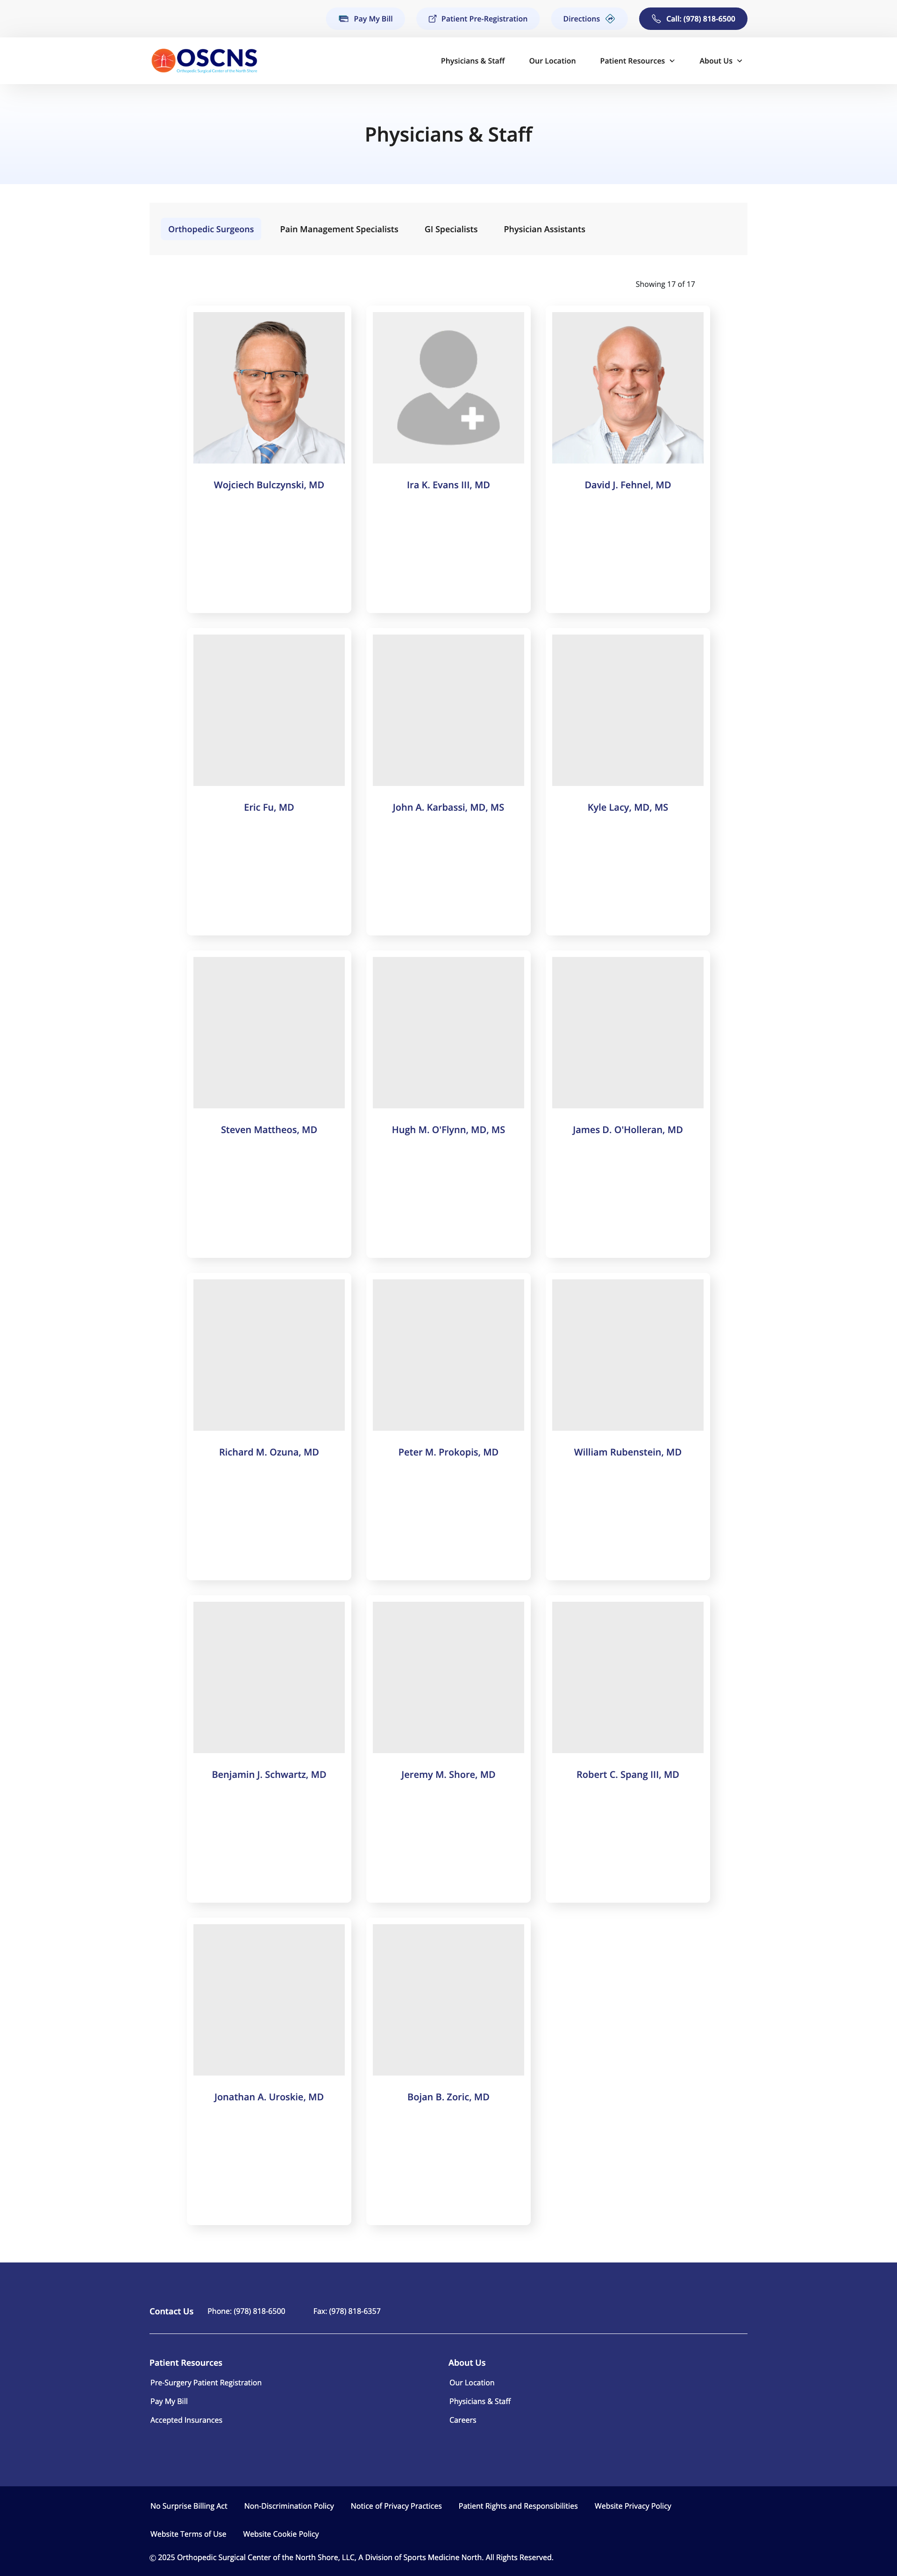 Pay My Bill
Patient Pre-Registration
Directions
Call: (978) 818-6500
OSCNS
Orthopedic Surgical Center of the North Shore
Physicians & Staff
Our Location
Patient Resources
About Us
Physicians & Staff
Orthopedic Surgeons
Pain Management Specialists
GI Specialists
Physician Assistants
Showing 17 of 17
Wojciech Bulczynski, MD
Ira K. Evans III, MD
David J. Fehnel, MD
Eric Fu, MD
John A. Karbassi, MD, MS
Kyle Lacy, MD, MS
Steven Mattheos, MD
Hugh M. O'Flynn, MD, MS
James D. O'Holleran, MD
Richard M. Ozuna, MD
Peter M. Prokopis, MD
William Rubenstein, MD
Benjamin J. Schwartz, MD
Jeremy M. Shore, MD
Robert C. Spang III, MD
Jonathan A. Uroskie, MD
Bojan B. Zoric, MD
Contact Us
Phone: (978) 818-6500
Fax: (978) 818-6357
Patient Resources
Pre-Surgery Patient Registration
Pay My Bill
Accepted Insurances
About Us
Our Location
Physicians & Staff
Careers
No Surprise Billing Act
Non-Discrimination Policy
Notice of Privacy Practices
Patient Rights and Responsibilities
Website Privacy Policy
Website Terms of Use
Website Cookie Policy
© 2025 Orthopedic Surgical Center of the North Shore, LLC, A Division of Sports Medicine North. All Rights Reserved.